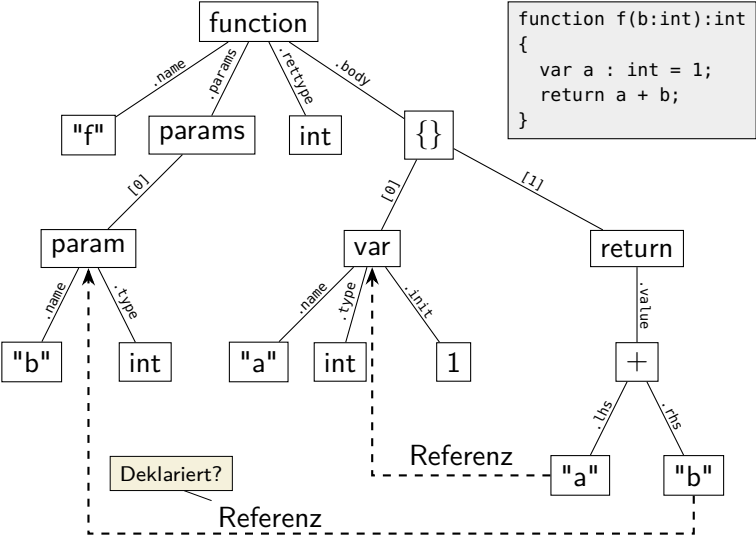 function
function f(b:int):int
{
var a : int = 1;
return a + b;
}
.name
.params
.rettype
.body
"f"
params
int
{}
[0]
[0]
[1]
param
var
return
.name
.type
.name
.type
.init
.value
"b"
int
"a"
int
1
+
.lhs
.rhs
Referenz
"a"
"b"
Deklariert?
Referenz